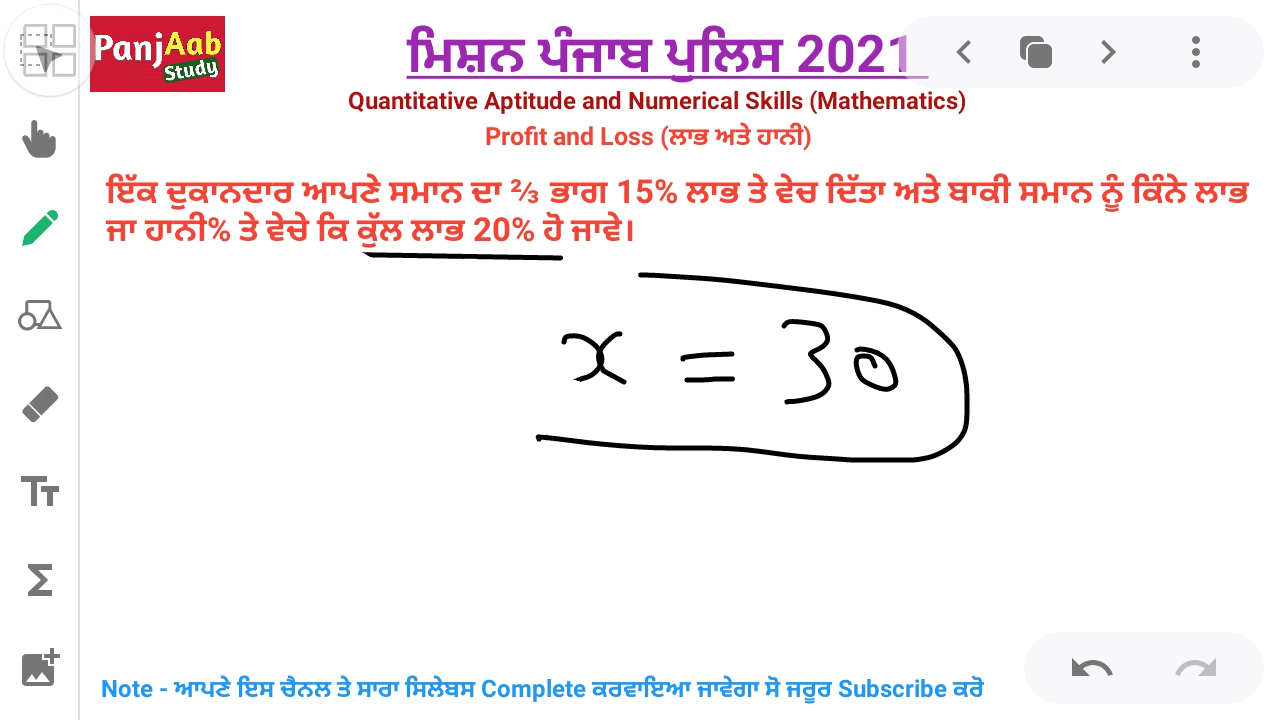 PanjAab
Study
ਮਿਸ਼ਨ ਪੰਜਾਬ ਪੁਲਿਸ 2021
Quantitative Aptitude and Numerical Skills (Mathematics)
Profit and Loss (ਲਾਭ ਅਤੇ ਹਾਨੀ)
ਇੱਕ ਦੁਕਾਨਦਾਰ ਆਪਣੇ ਸਮਾਨ ਦਾ ⅔ ਭਾਗ 15% ਲਾਭ ਤੇ ਵੇਚ ਦਿੱਤਾ ਅਤੇ ਬਾਕੀ ਸਮਾਨ ਨੂੰ ਕਿੰਨੇ ਲਾਭ
ਜਾ ਹਾਨੀ% ਤੇ ਵੇਚੇ ਕਿ ਕੁੱਲ ਲਾਭ 20% ਹੋ ਜਾਵੇ।
x = 30
Note - ਆਪਣੇ ਇਸ ਚੈਨਲ ਤੇ ਸਾਰਾ ਸਿਲੇਬਸ Complete ਕਰਵਾਇਆ ਜਾਵੇਗਾ ਸੋ ਜਰੂਰ Subscribe ਕਰੋ